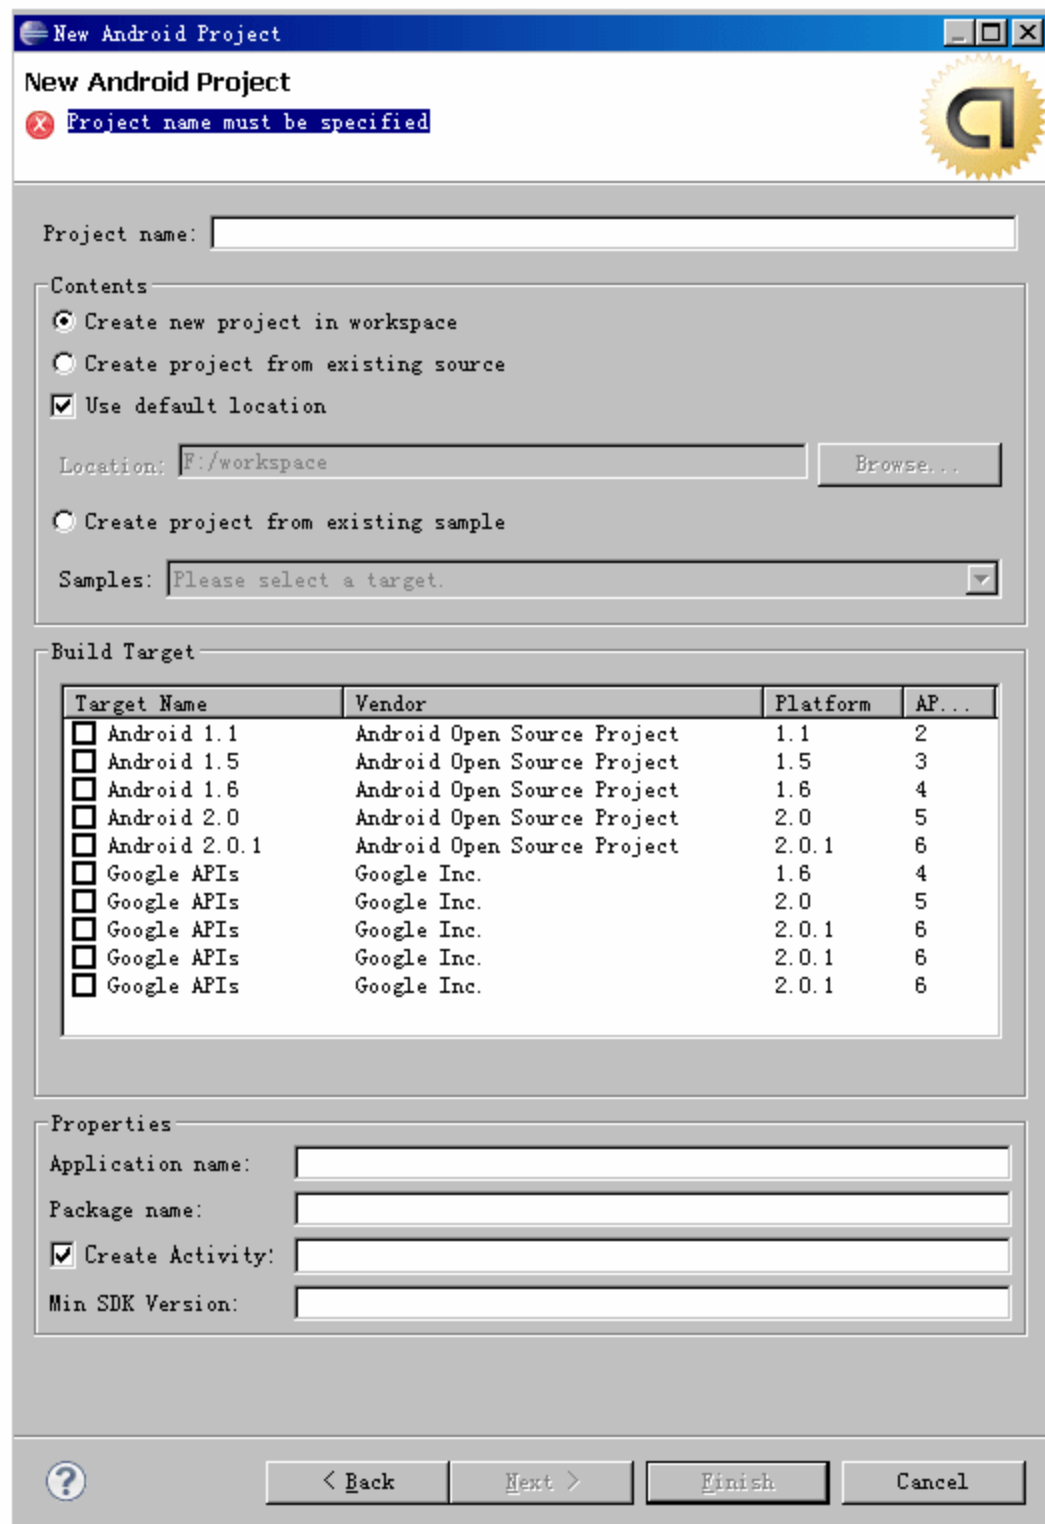 New Android Project
New Android Project
Project name must be specified
Project name:
Contents
Create new project in workspace
Create project from existing source
Use default location
Location: F:/workspace Browse...
Create project from existing sample
Samples: Please select a target.
Build Target
Target Name Vendor Platform AP...
Android 1.1 Android Open Source Project 1.1 2
Android 1.5 Android Open Source Project 1.5 3
Android 1.6 Android Open Source Project 1.6 4
Android 2.0 Android Open Source Project 2.0 5
Android 2.0.1 Android Open Source Project 2.0.1 6
Google APIs Google Inc. 1.6 4
Google APIs Google Inc. 2.0 5
Google APIs Google Inc. 2.0.1 6
Google APIs Google Inc. 2.0.1 6
Google APIs Google Inc. 2.0.1 6
Properties
Application name:
Package name:
Create Activity:
Min SDK Version:
? < Back Next > Finish Cancel